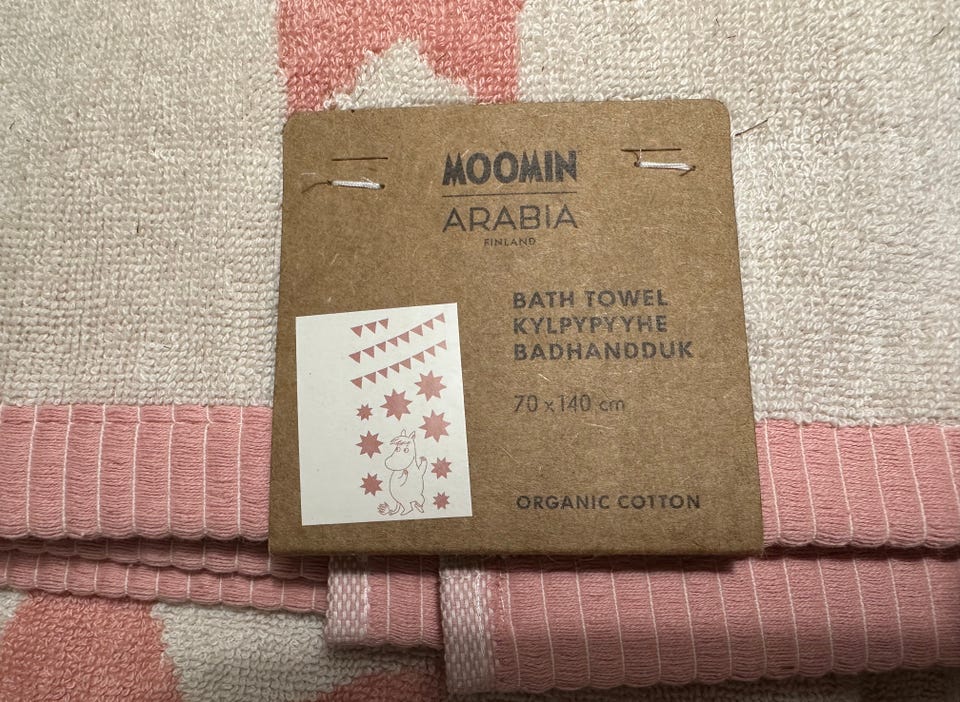 MOOMIN
ARABIA
FINLAND
BATH TOWEL
KYLPYPYYHE
BADHANDDUK
70 x 140 cm
ORGANIC COTTON